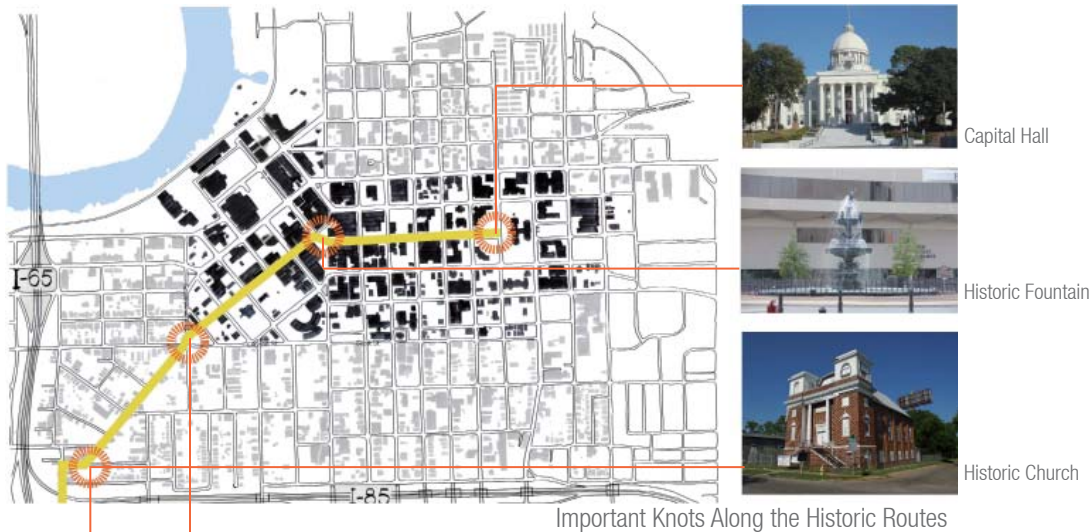 Capital Hall
I-65
Historic Fountain
Historic Church
I-85
Important Knots Along the Historic Routes